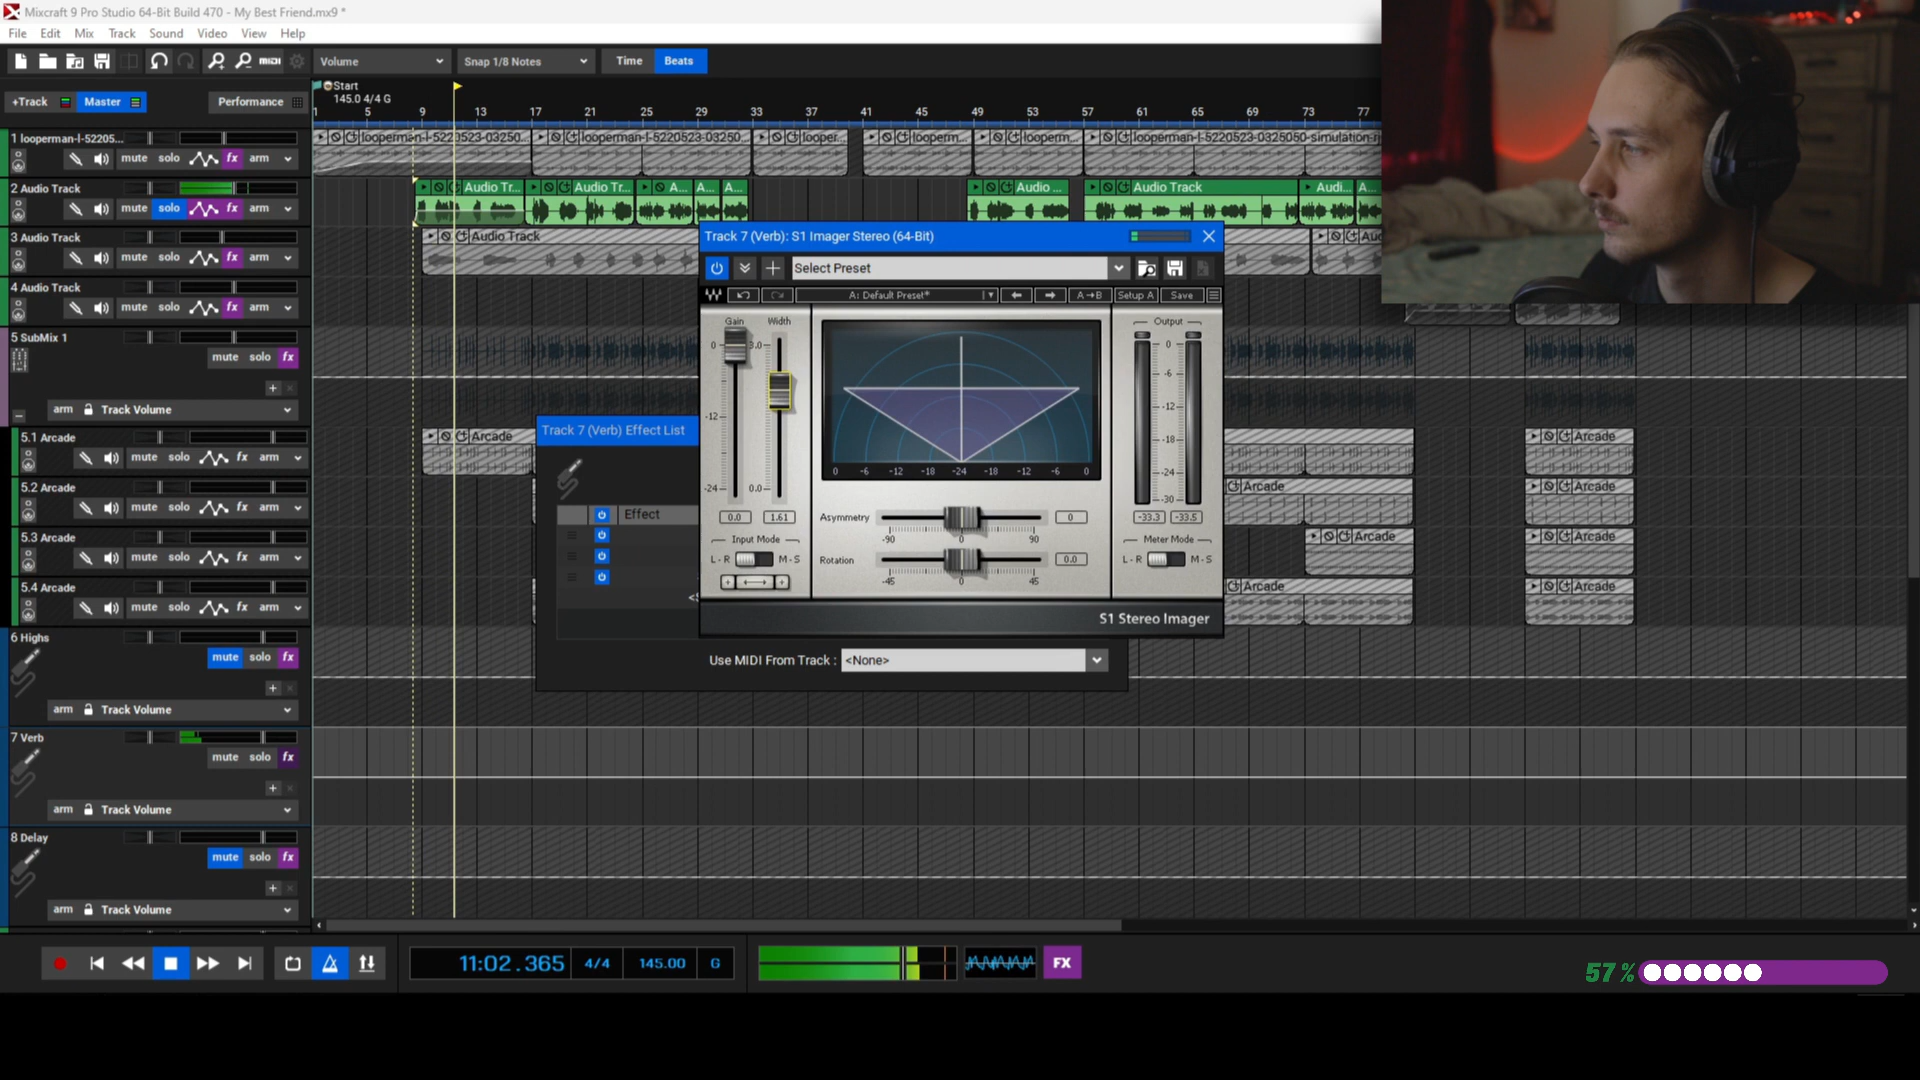 Mixcraft 9 Pro Studio 64-Bit Build 470 - My Best Friend.mx9 *
File Edit Mix Track Sound Video View Help
MIDI Volume Snap 1/8 Notes Time Beats
+Track Master Performance
Start
145.0 4/4 G
1 5 9 13 17 21 25 29 33 37 41 45 49 53 57 61 65 69 73 77
1 looperman-l-52205...
mute solo fx arm
looperman-l-5220523-03250... looperman-l-5220523-03250... looper... looperm... looperm... looperman-l-5220523-0325050-simulation-ri
2 Audio Track
mute solo fx arm
Audio Tr... Audio Tr... A... A... A... Audio ... Audio Track Audi... A...
3 Audio Track
mute solo fx arm
Audio Track
4 Audio Track
mute solo fx arm
5 SubMix 1
mute solo fx
arm Track Volume
5.1 Arcade
mute solo fx arm
Arcade Arcade
5.2 Arcade
mute solo fx arm
Arcade Arcade
5.3 Arcade
mute solo fx arm
Arcade Arcade
5.4 Arcade
mute solo fx arm
Arcade Arcade
6 Highs
mute solo fx
arm Track Volume
7 Verb
mute solo fx
arm Track Volume
8 Delay
mute solo fx
arm Track Volume
Track 7 (Verb) Effect List
Effect
Use MIDI From Track : <None>
Track 7 (Verb): S1 Imager Stereo (64-Bit)
Select Preset
A: Default Preset* A→B Setup A Save
Gain Width
0 3.0
-12
-24 0.0
0.0 1.61
Input Mode
L - R M - S
0 -6 -12 -18 -24 -18 -12 -6 0
Asymmetry 0
-90 0 90
Rotation 0.0
-45 0 45
Output
0
-6
-12
-18
-24
-30
-33.3 -33.5
Meter Mode
L - R M - S
S1 Stereo Imager
11:02.365 4/4 145.00 G
FX
57%